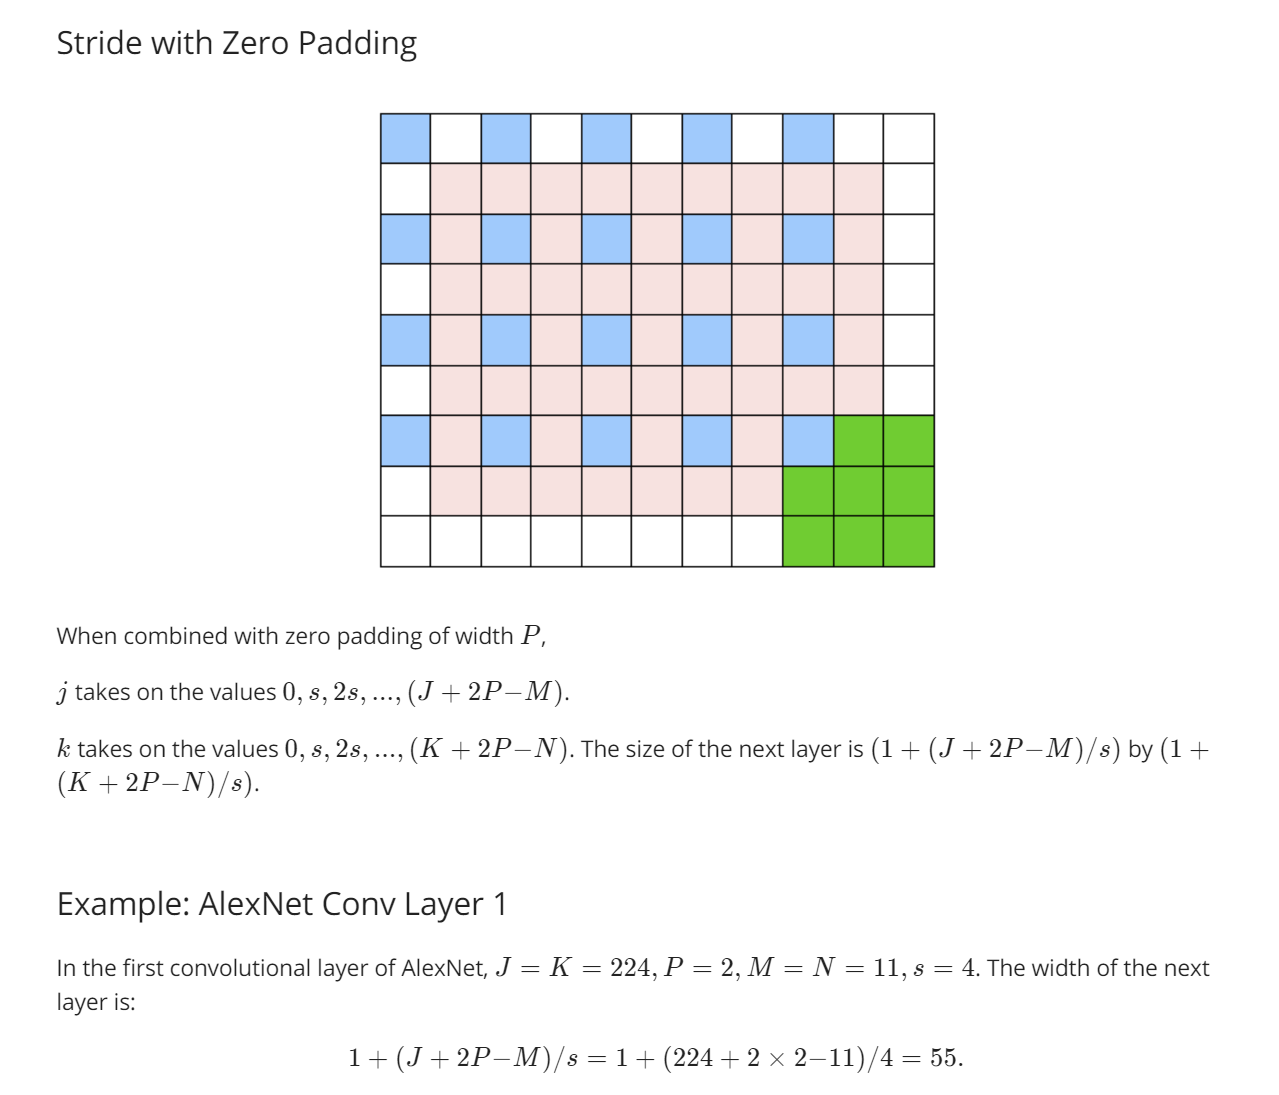 Stride with Zero Padding
When combined with zero padding of width P,
j takes on the values 0, s, 2s, ..., (J + 2P−M).
k takes on the values 0, s, 2s, ..., (K + 2P−N). The size of the next layer is (1 + (J + 2P−M)/s) by (1 +
(K + 2P−N)/s).
Example: AlexNet Conv Layer 1
In the first convolutional layer of AlexNet, J = K = 224, P = 2, M = N = 11, s = 4. The width of the next
layer is:
1 + (J + 2P−M)/s = 1 + (224 + 2 × 2−11)/4 = 55.